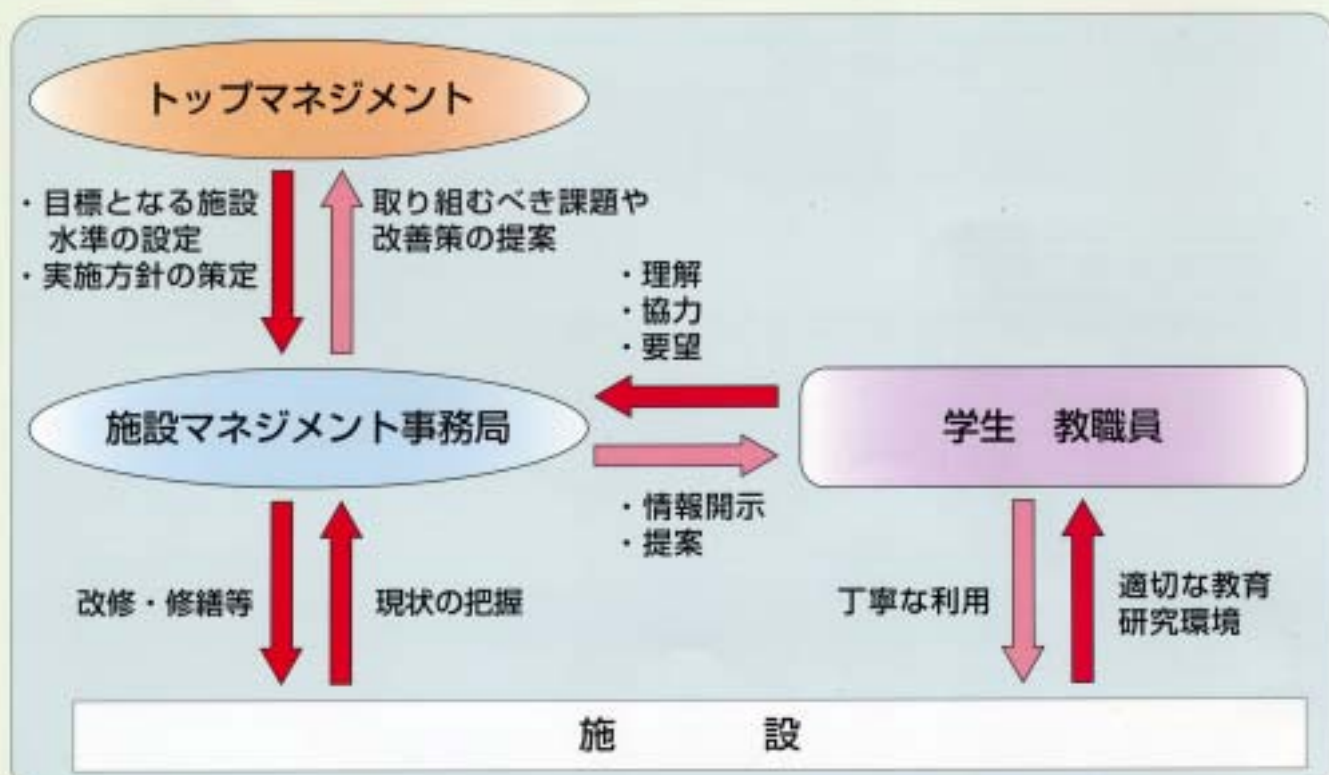 トップマネジメント
・目標となる施設
水準の設定
・実施方針の策定
取り組むべき課題や
改善策の提案
・理解
・協力
・要望
施設マネジメント事務局
学生　教職員
・情報開示
・提案
改修・修繕等
現状の把握
丁寧な利用
適切な教育
研究環境
施　設